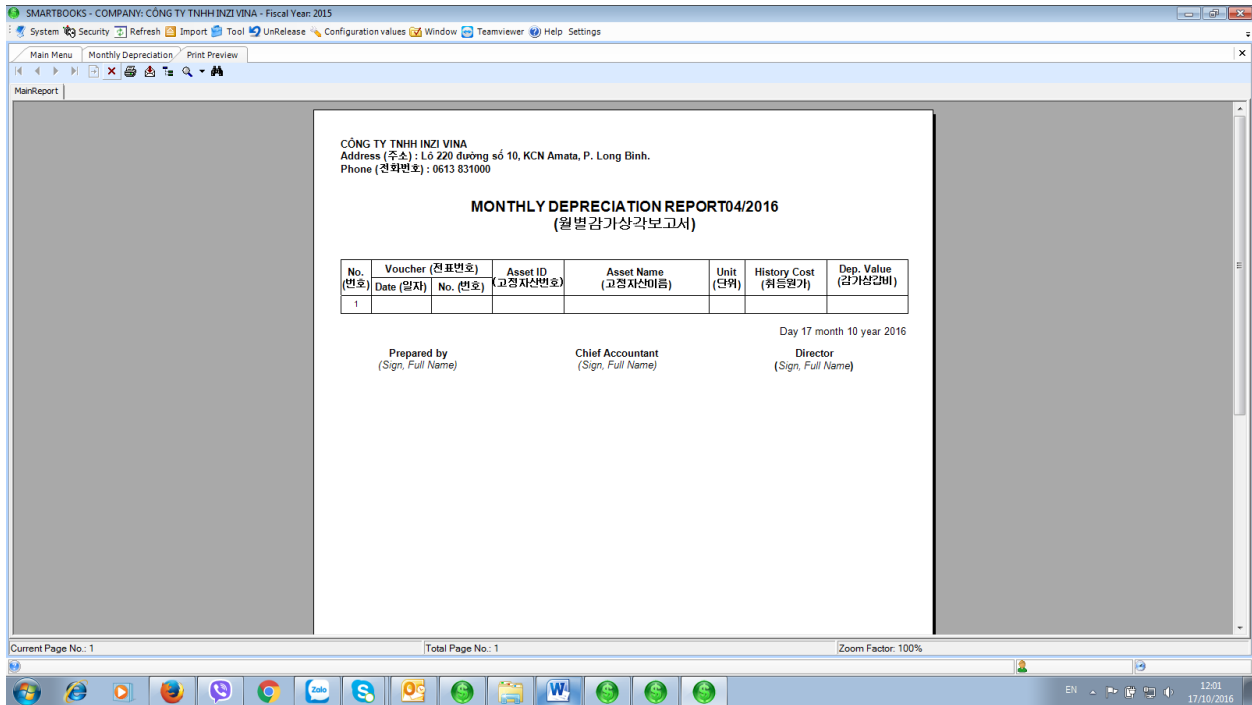 SMARTBOOKS - COMPANY: CÔNG TY TNHH INZI VINA - Fiscal Year: 2015
System Security Refresh Import Tool UnRelease Configuration values Window Teamviewer Help Settings
Main Menu Monthly Depreciation Print Preview
MainReport
CÔNG TY TNHH INZI VINA
Address (주소) : Lô 220 đường số 10, KCN Amata, P. Long Bình.
Phone (전화번호) : 0613 831000
MONTHLY DEPRECIATION REPORT04/2016
(월별감가상각보고서)
No. Voucher (전표번호) Asset ID Asset Name Unit History Cost Dep. Value
(번호) Date (일자) No. (번호) (고정자산번호) (고정자산이름) (단위) (취등원가) (감가상각비)
1
Day 17 month 10 year 2016
Prepared by Chief Accountant Director
(Sign, Full Name) (Sign, Full Name) (Sign, Full Name)
Current Page No.: 1 Total Page No.: 1 Zoom Factor: 100%
Zalo
EN 12:01
17/10/2016